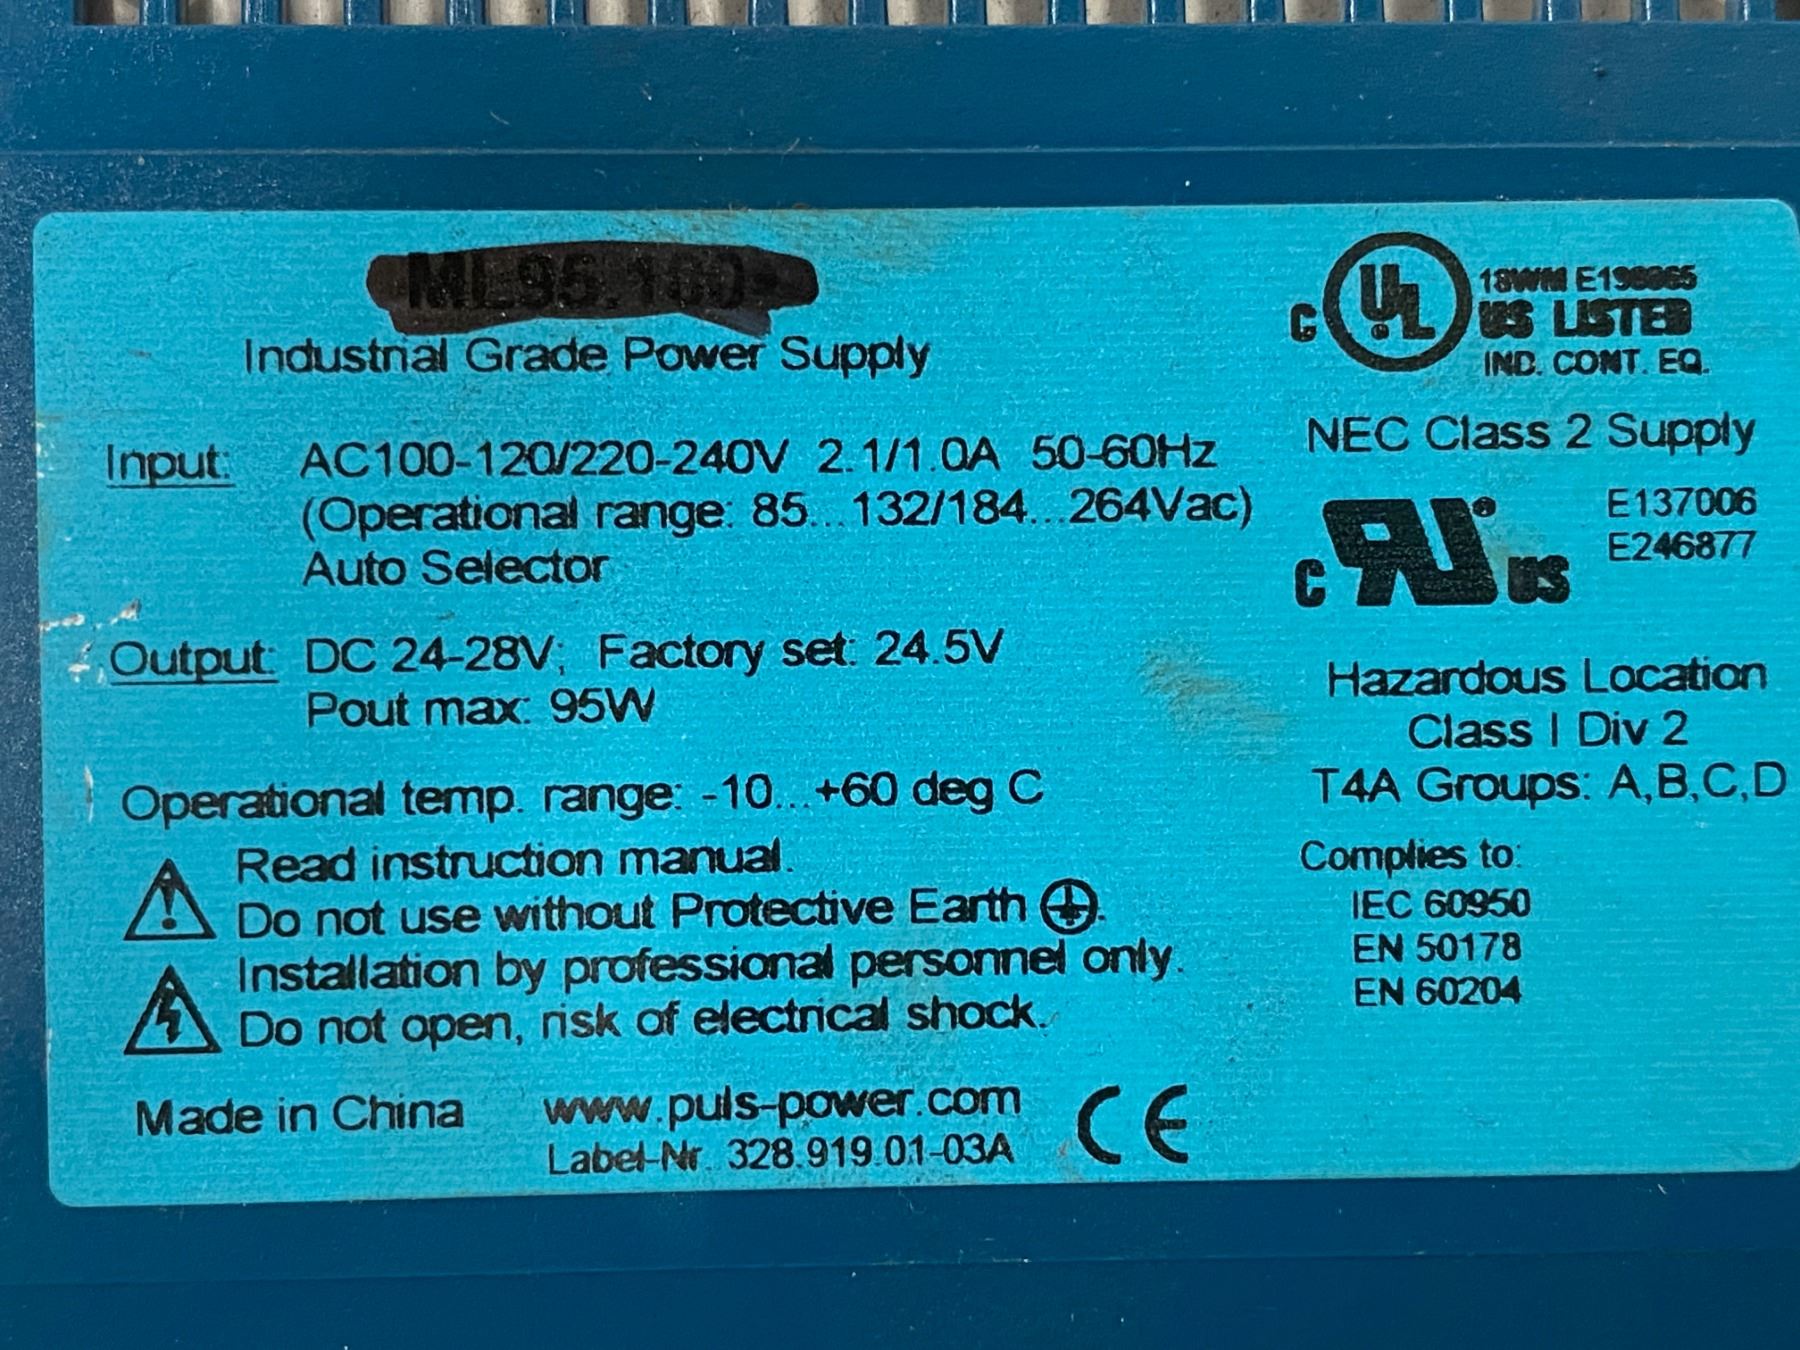 ML95.100
Industrial Grade Power Supply
Input: AC100-120/220-240V 2.1/1.0A 50-60Hz
(Operational range: 85...132/184...264Vac)
Auto Selector
Output: DC 24-28V; Factory set: 24.5V
Pout max: 95W
Operational temp. range: -10...+60 deg C
Read instruction manual.
Do not use without Protective Earth
Installation by professional personnel only.
Do not open, risk of electrical shock.
Made in China
www.puls-power.com
Label-Nr. 328.919.01-03A
CE
18WM
C UL US LISTED
IND. CONT. EQ.
NEC Class 2 Supply
E137006
E246877
C RU ® US
Hazardous Location
Class I Div 2
T4A Groups: A,B,C,D
Complies to:
IEC 60950
EN 50178
EN 60204